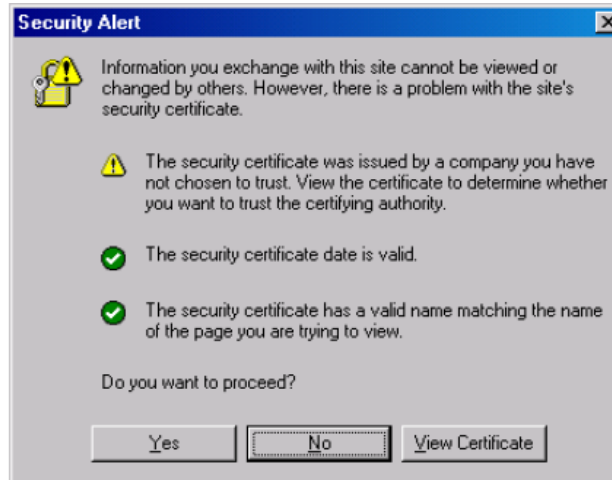 Security Alert
Information you exchange with this site cannot be viewed or
changed by others. However, there is a problem with the site's
security certificate.
The security certificate was issued by a company you have
not chosen to trust. View the certificate to determine whether
you want to trust the certifying authority.
The security certificate date is valid.
The security certificate has a valid name matching the name
of the page you are trying to view.
Do you want to proceed?
Yes No View Certificate